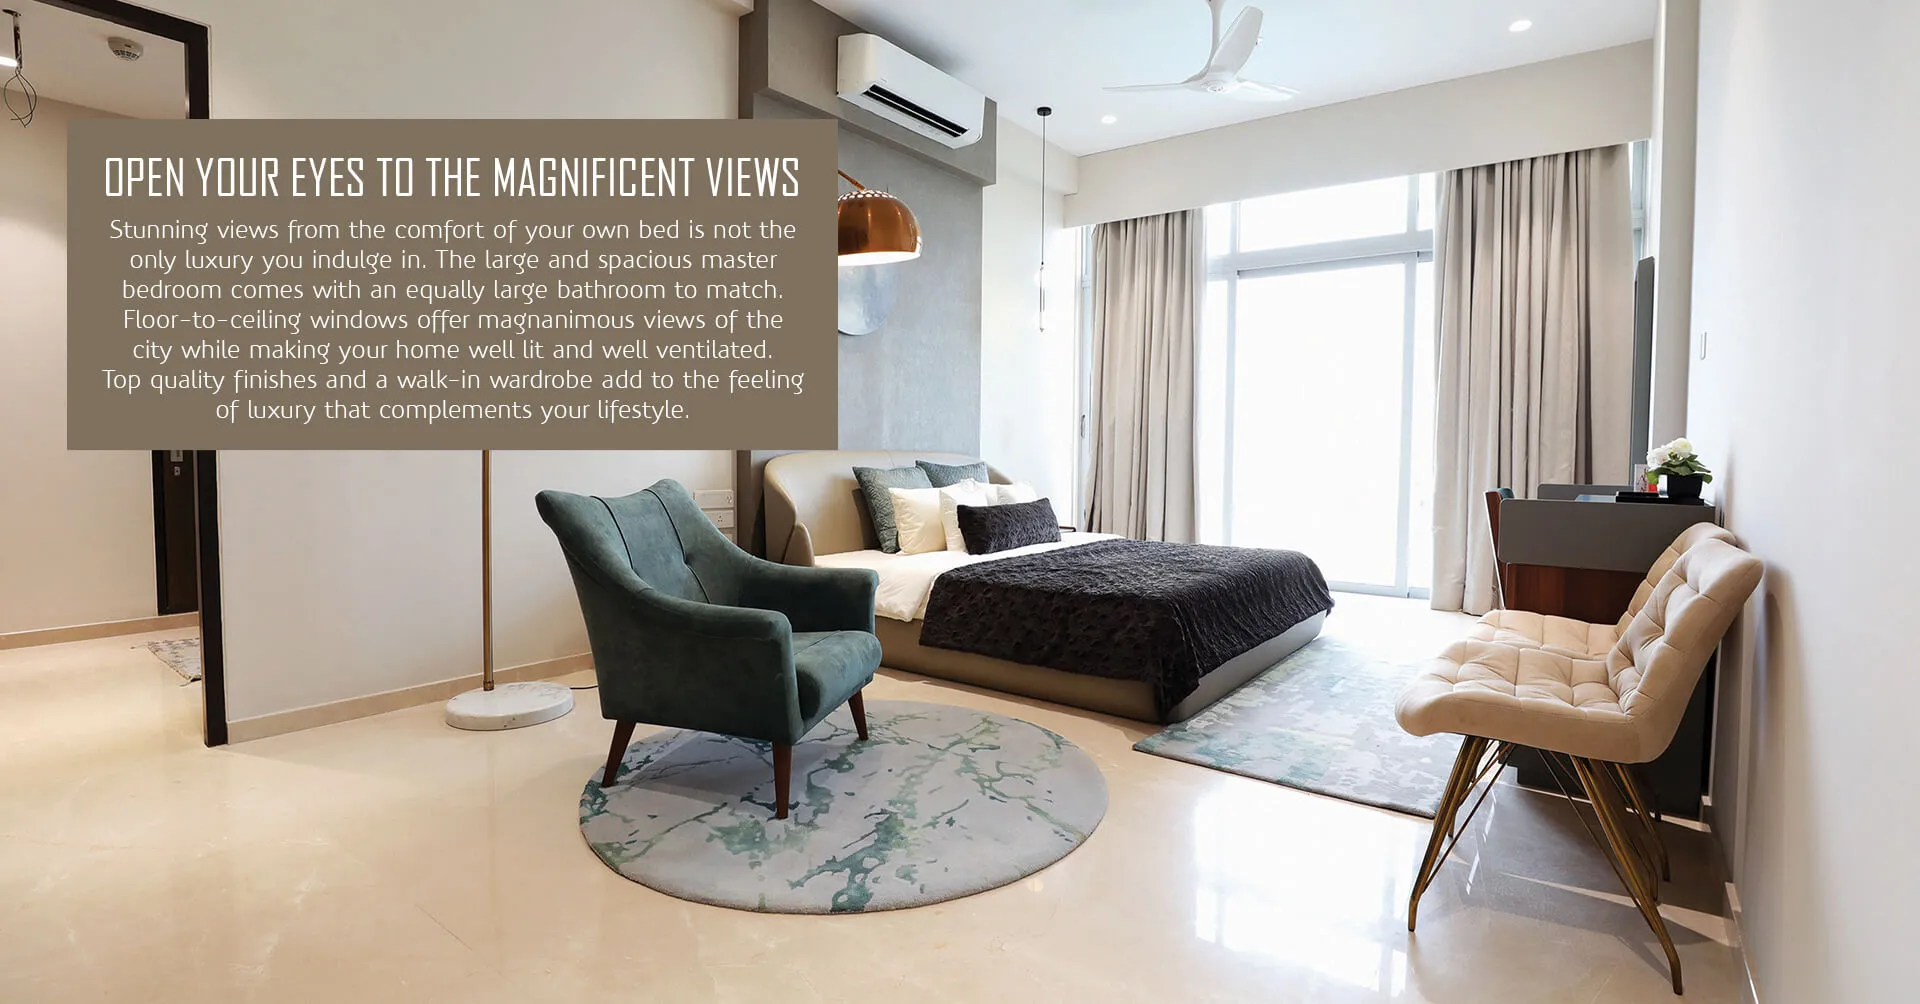 OPEN YOUR EYES TO THE MAGNIFICENT VIEWS
Stunning views from the comfort of your own bed is not the
only luxury you indulge in. The large and spacious master
bedroom comes with an equally large bathroom to match.
Floor-to-ceiling windows offer magnanimous views of the
city while making your home well lit and well ventilated.
Top quality finishes and a walk-in wardrobe add to the feeling
of luxury that complements your lifestyle.